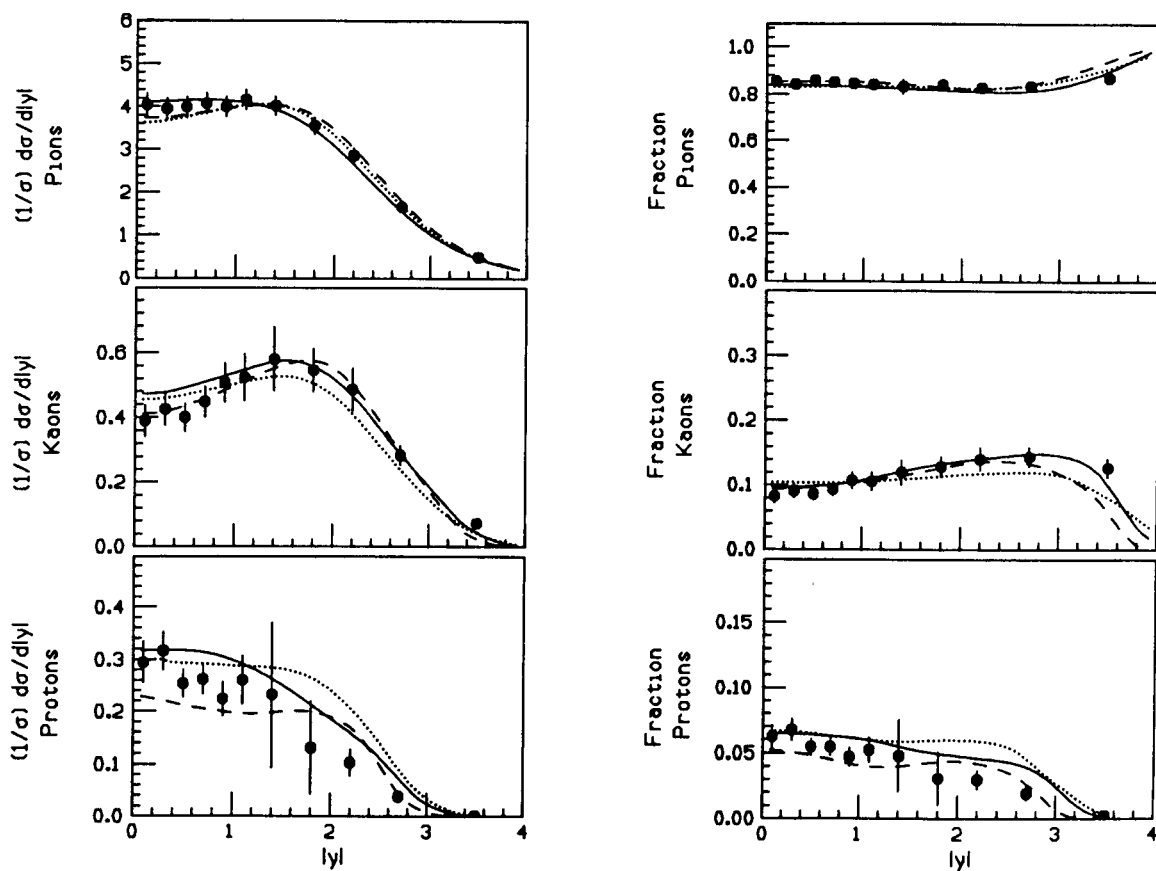 6
5
4
3
2
1
0
(1/σ) dσ/d|y|
Pions
1.0
0.8
0.6
0.4
0.2
0.0
Fraction
Pions
0.6
0.4
0.2
0.0
(1/σ) dσ/d|y|
Kaons
0.3
0.2
0.1
0.0
Fraction
Kaons
0.4
0.3
0.2
0.1
0.0
(1/σ) dσ/d|y|
Protons
0 1 2 3 4
|y|
0.15
0.10
0.05
0.00
Fraction
Protons
0 1 2 3 4
|y|